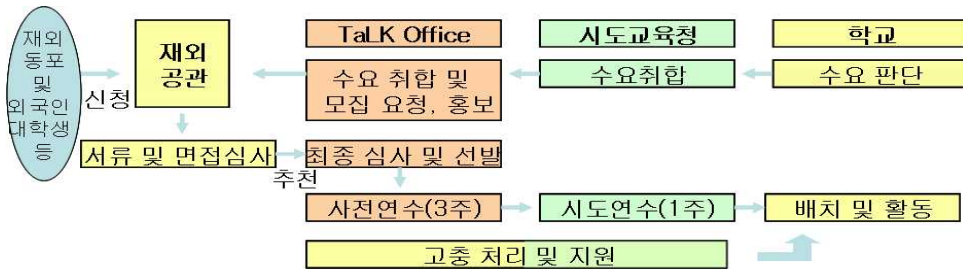 재외
동포
및
외국인
대학생
등
신청
재외
공관
TaLK Office
시도교육청
학교
수요 취합 및
모집 요청, 홍보
수요취합
수요 판단
서류 및 면접심사
추천
최종 심사 및 선발
사전연수(3주)
시도연수(1주)
배치 및 활동
고충 처리 및 지원